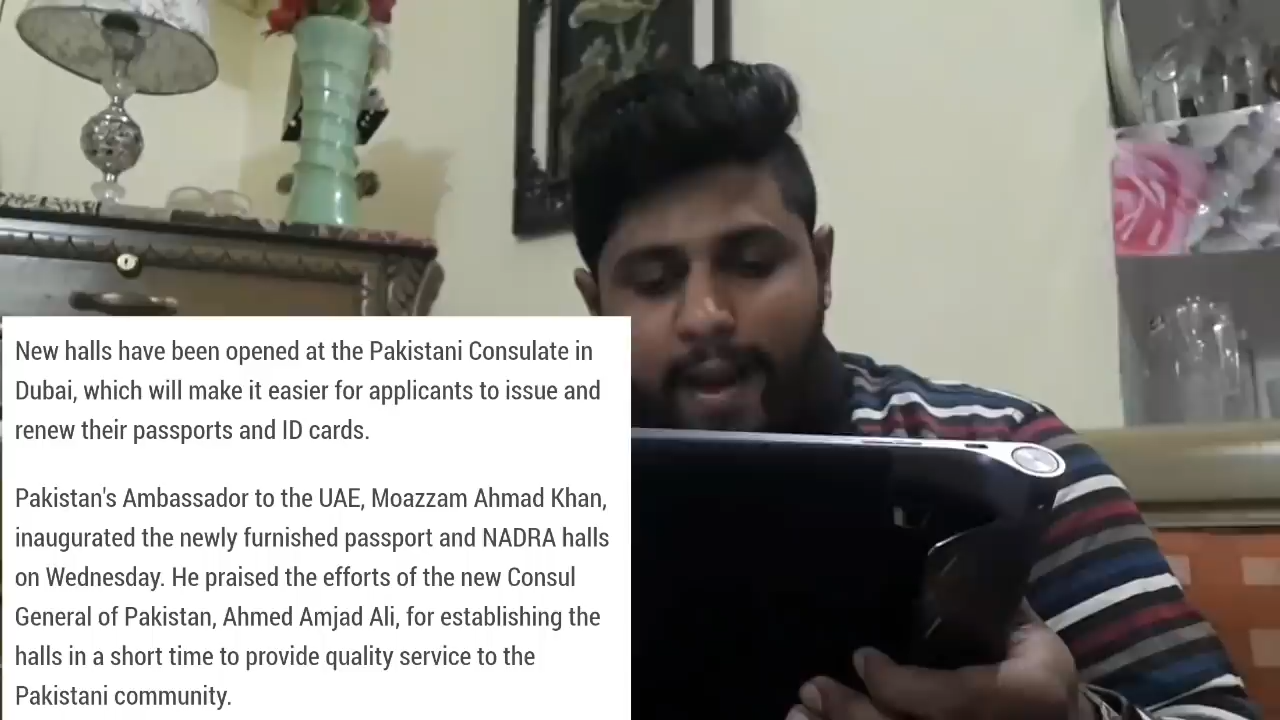 New halls have been opened at the Pakistani Consulate in
Dubai, which will make it easier for applicants to issue and
renew their passports and ID cards.
Pakistan's Ambassador to the UAE, Moazzam Ahmad Khan,
inaugurated the newly furnished passport and NADRA halls
on Wednesday. He praised the efforts of the new Consul
General of Pakistan, Ahmed Amjad Ali, for establishing the
halls in a short time to provide quality service to the
Pakistani community.